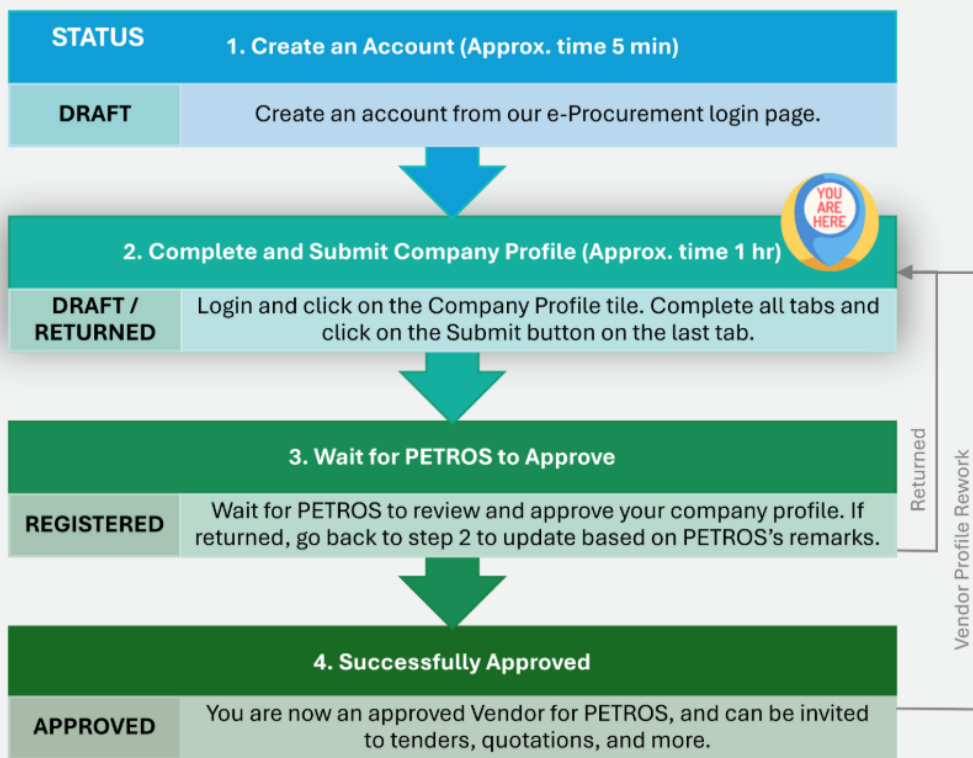 STATUS
1. Create an Account (Approx. time 5 min)
DRAFT
Create an account from our e-Procurement login page.
YOU
ARE
HERE
2. Complete and Submit Company Profile (Approx. time 1 hr)
DRAFT /
RETURNED
Login and click on the Company Profile tile. Complete all tabs and
click on the Submit button on the last tab.
3. Wait for PETROS to Approve
REGISTERED
Wait for PETROS to review and approve your company profile. If
returned, go back to step 2 to update based on PETROS's remarks.
Returned
Vendor Profile Rework
4. Successfully Approved
APPROVED
You are now an approved Vendor for PETROS, and can be invited
to tenders, quotations, and more.